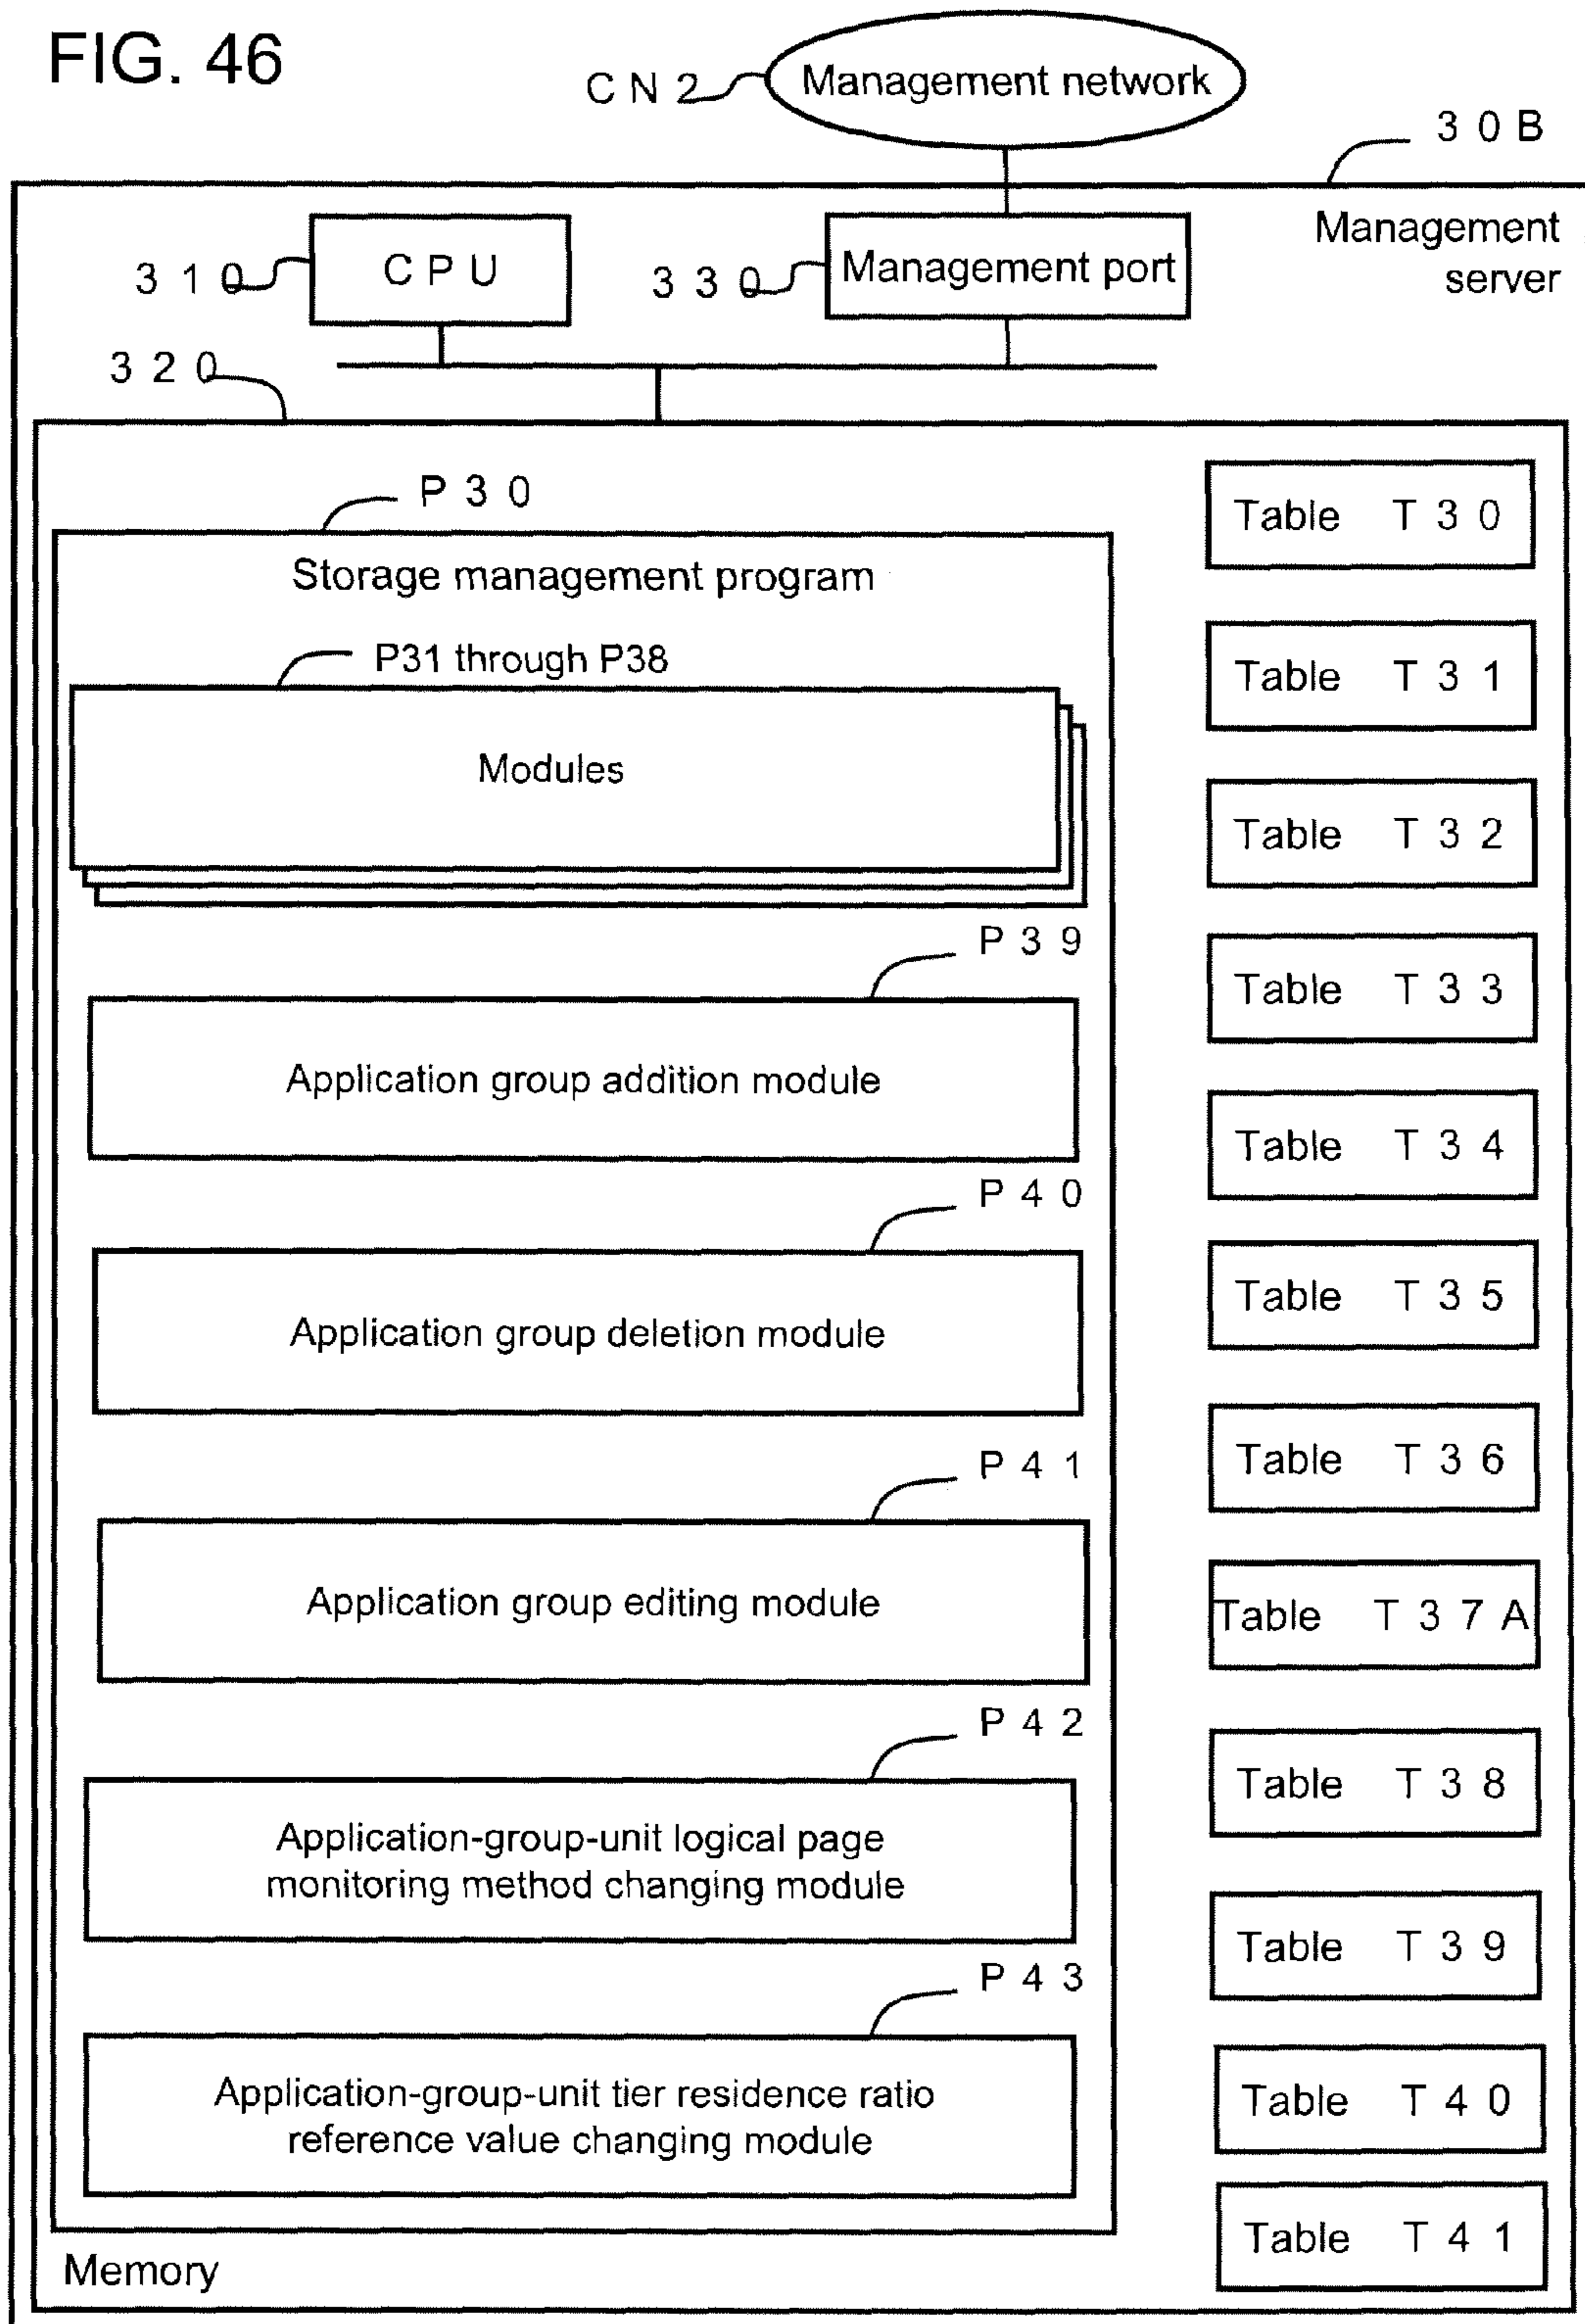 FIG. 46
CN2
Management network
30B
Management
server
310
CPU
330
Management port
320
P30
Storage management program
P31 through P38
Modules
P39
Application group addition module
P40
Application group deletion module
P41
Application group editing module
P42
Application-group-unit logical page
monitoring method changing module
P43
Application-group-unit tier residence ratio
reference value changing module
Memory
Table T30
Table T31
Table T32
Table T33
Table T34
Table T35
Table T36
Table T37A
Table T38
Table T39
Table T40
Table T41